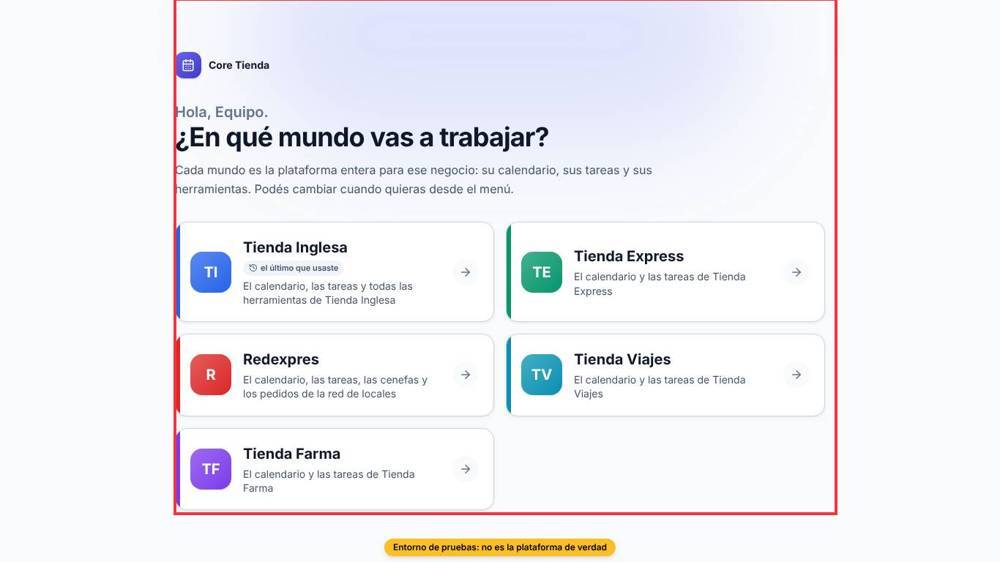 Core Tienda
Hola, Equipo.
¿En qué mundo vas a trabajar?
Cada mundo es la plataforma entera para ese negocio: su calendario, sus tareas y sus
herramientas. Podés cambiar cuando quieras desde el menú.
TI
Tienda Inglesa
el último que usaste
El calendario, las tareas y todas las
herramientas de Tienda Inglesa
TE
Tienda Express
El calendario y las tareas de Tienda
Express
R
Redexpres
El calendario, las tareas, las cenefas y
los pedidos de la red de locales
TV
Tienda Viajes
El calendario y las tareas de Tienda
Viajes
TF
Tienda Farma
El calendario y las tareas de Tienda
Farma
Entorno de pruebas: no es la plataforma de verdad